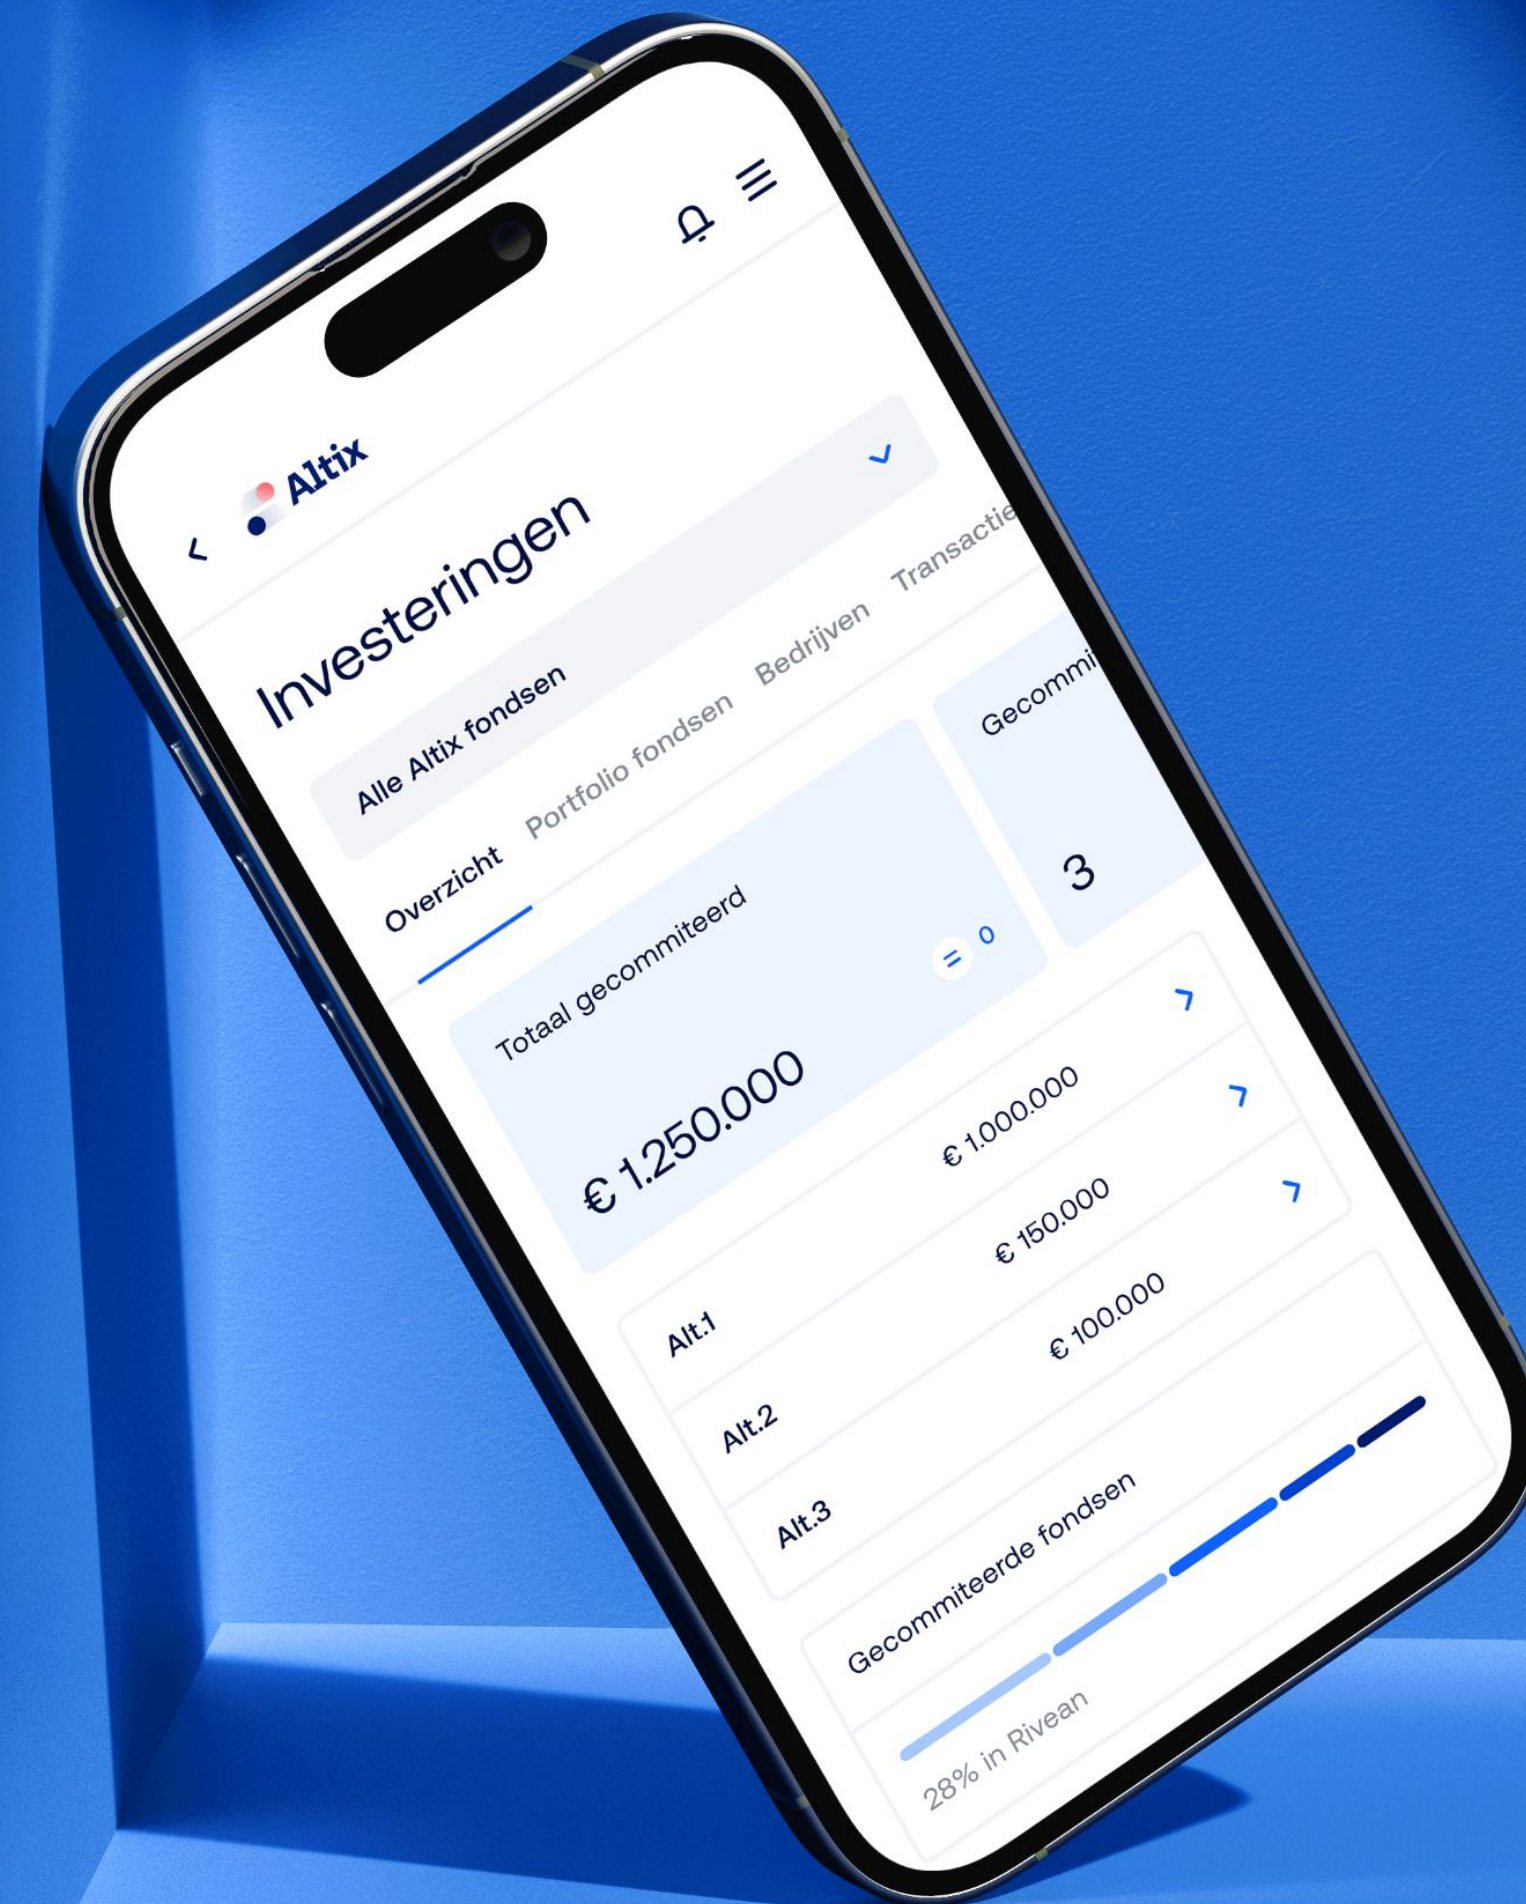 Altix
Investeringen
Alle Altix fondsen
Overzicht Portfolio fondsen Bedrijven Transactie
Totaal gecommiteerd
= 0
€ 1.250.000
Gecommi
3
Alt.1 € 1.000.000
Alt.2 € 150.000
Alt.3 € 100.000
Gecommiteerde fondsen
28% in Rivean